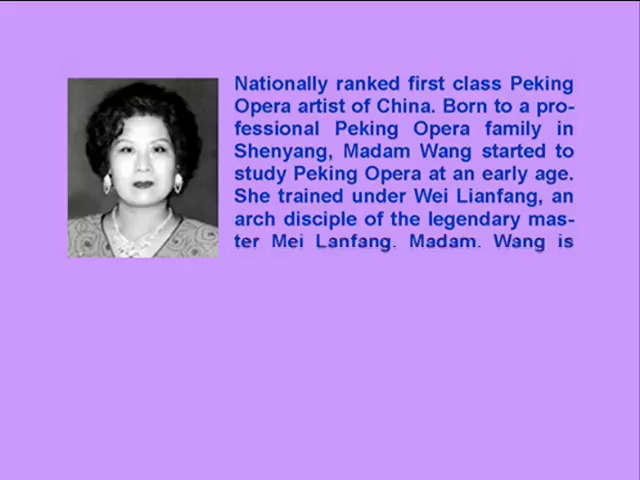 Nationally ranked first class Peking
Opera artist of China. Born to a pro-
fessional Peking Opera family in
Shenyang, Madam Wang started to
study Peking Opera at an early age.
She trained under Wei Lianfang, an
arch disciple of the legendary mas-
ter Mei Lanfang. Madam. Wang is